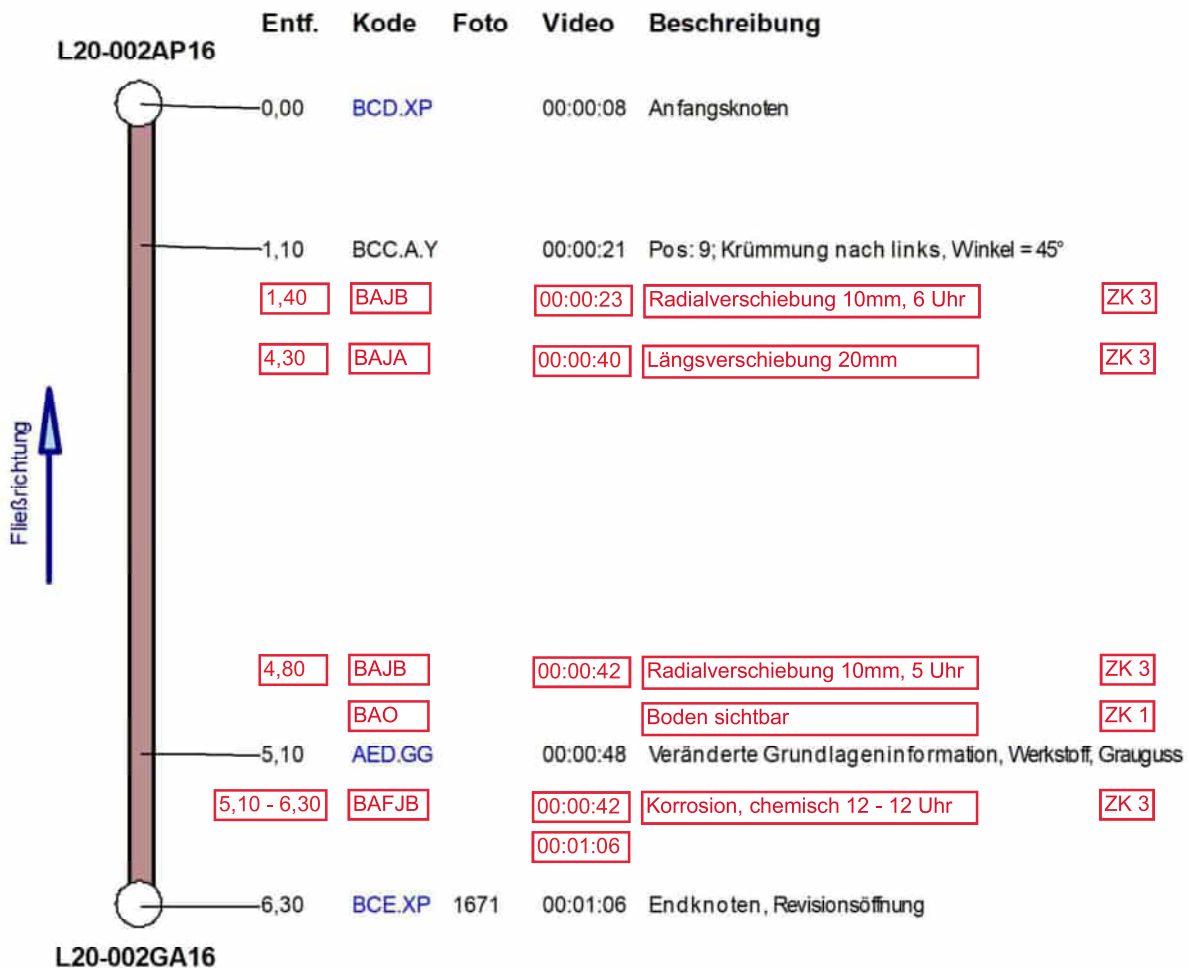 Entf. Kode Foto Video Beschreibung
L20-002AP16
0,00 BCD.XP 00:00:08 Anfangsknoten
1,10 BCC.A.Y 00:00:21 Pos: 9; Krümmung nach links, Winkel = 45°
1,40 BAJB 00:00:23 Radialverschiebung 10mm, 6 Uhr ZK 3
4,30 BAJA 00:00:40 Längsverschiebung 20mm ZK 3
Fließrichtung
4,80 BAJB 00:00:42 Radialverschiebung 10mm, 5 Uhr ZK 3
BAO Boden sichtbar ZK 1
5,10 AED.GG 00:00:48 Veränderte Grundlageninformation, Werkstoff, Grauguss
5,10 - 6,30 BAFJB 00:00:42 Korrosion, chemisch 12 - 12 Uhr ZK 3
00:01:06
6,30 BCE.XP 1671 00:01:06 Endknoten, Revisionsöffnung
L20-002GA16